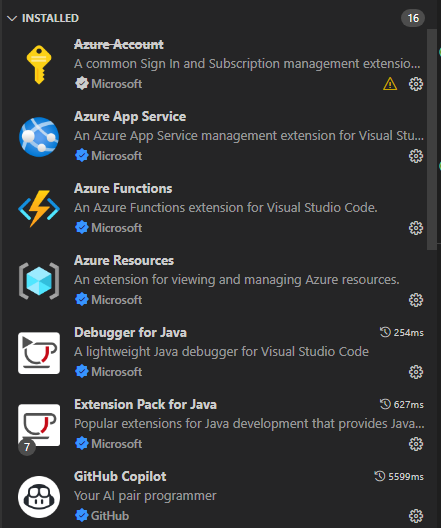 INSTALLED 16
Azure Account
A common Sign In and Subscription management extensio...
Microsoft
Azure App Service
An Azure App Service management extension for Visual Stu...
Microsoft
Azure Functions
An Azure Functions extension for Visual Studio Code.
Microsoft
Azure Resources
An extension for viewing and managing Azure resources.
Microsoft
Debugger for Java 254ms
A lightweight Java debugger for Visual Studio Code
Microsoft
Extension Pack for Java 627ms
Popular extensions for Java development that provides Java...
7 Microsoft
GitHub Copilot 5599ms
Your AI pair programmer
GitHub